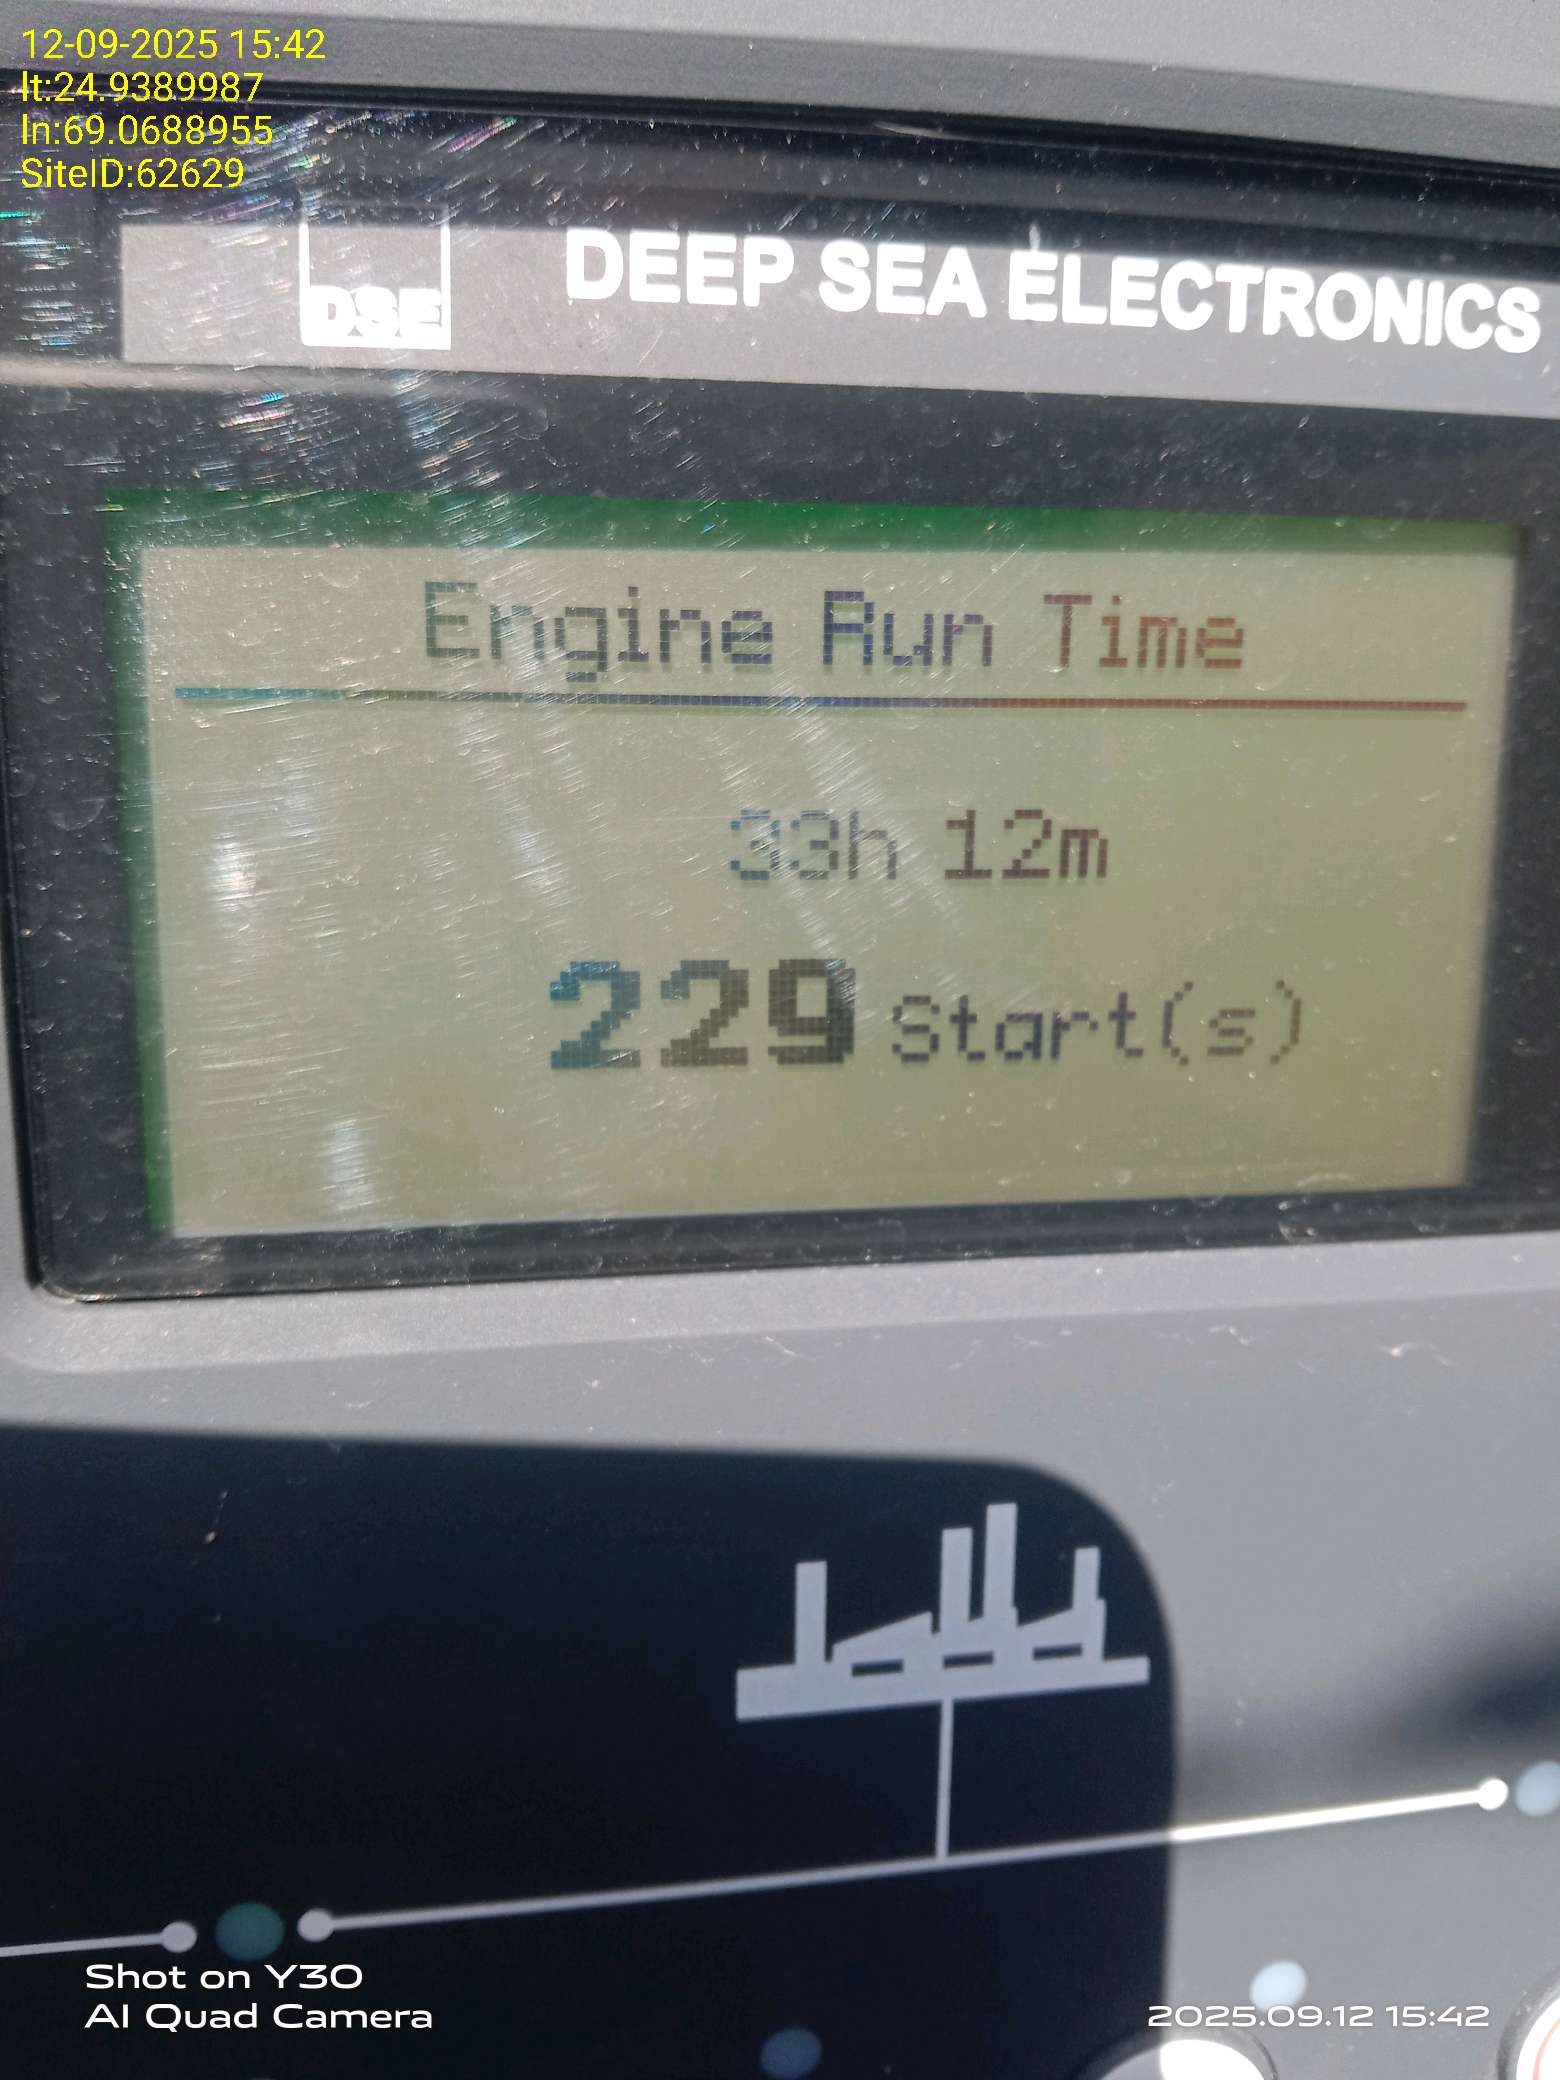 12-09-2025 15:42
lt:24.9389987
ln:69.0688955
SiteID:62629
DSE DEEP SEA ELECTRONICS
Engine Run Time
33h 12m
229 Start(s)
Shot on Y30
AI Quad Camera
2025.09.12 15:42